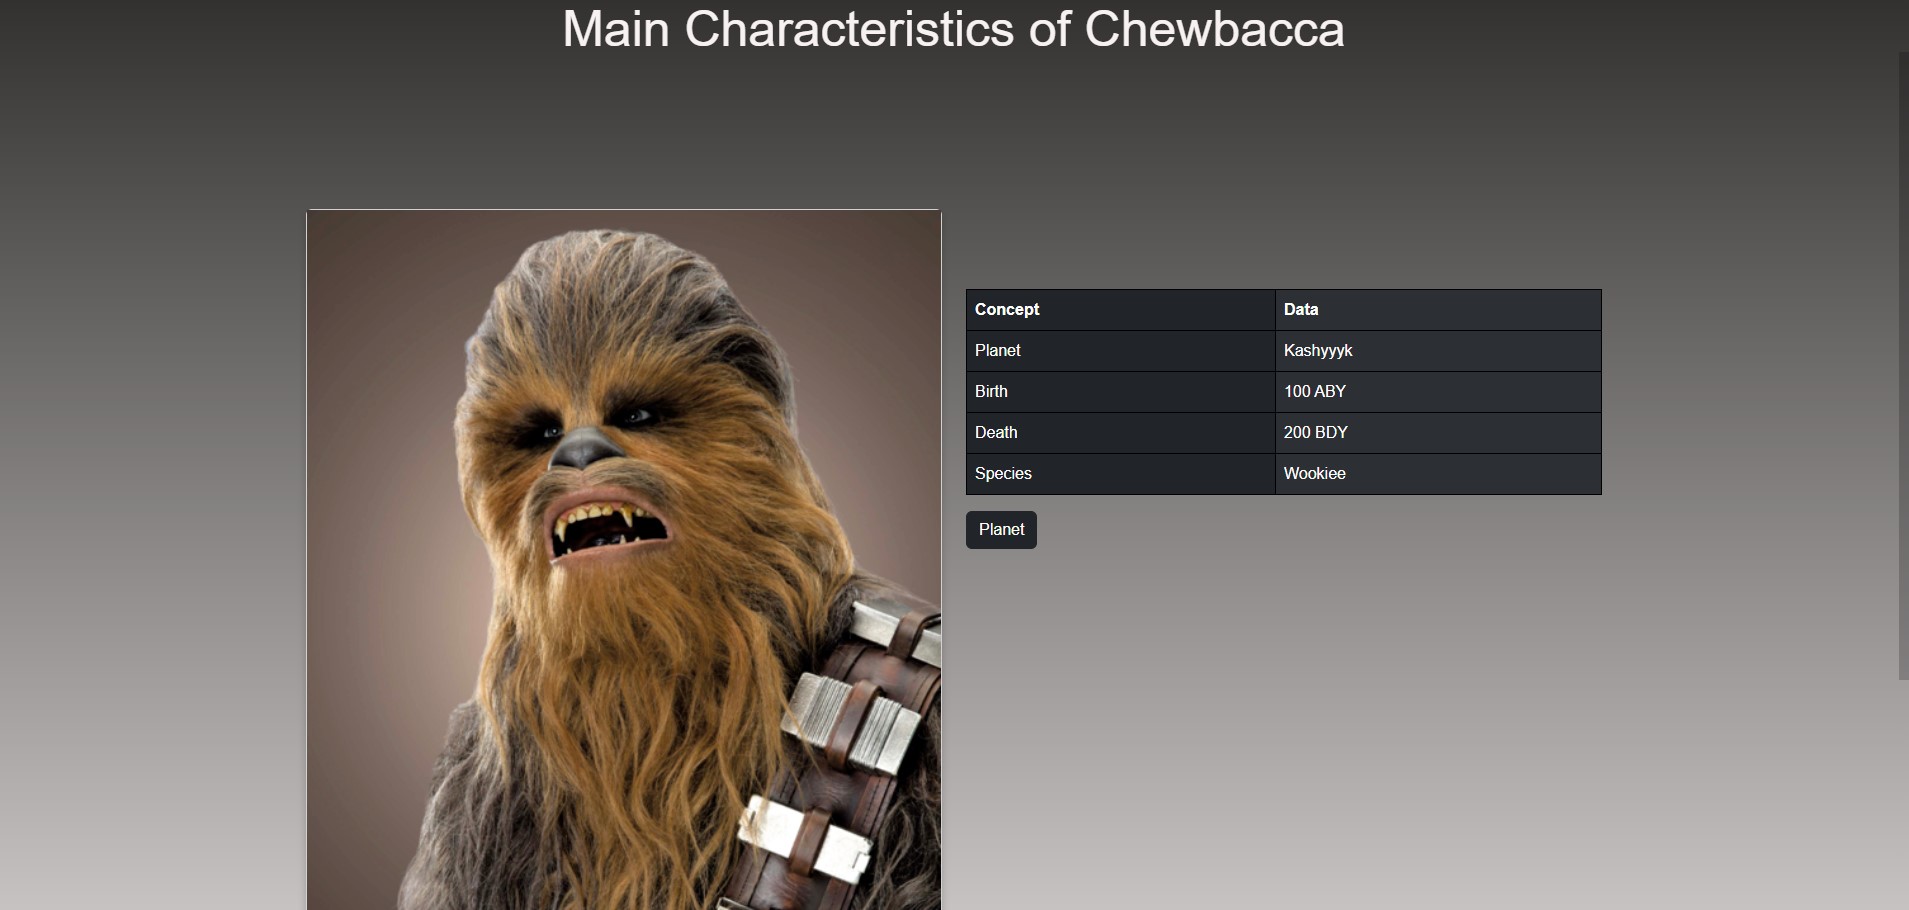 Main Characteristics of Chewbacca
Concept Data
Planet Kashyyyk
Birth 100 ABY
Death 200 BDY
Species Wookiee
Planet